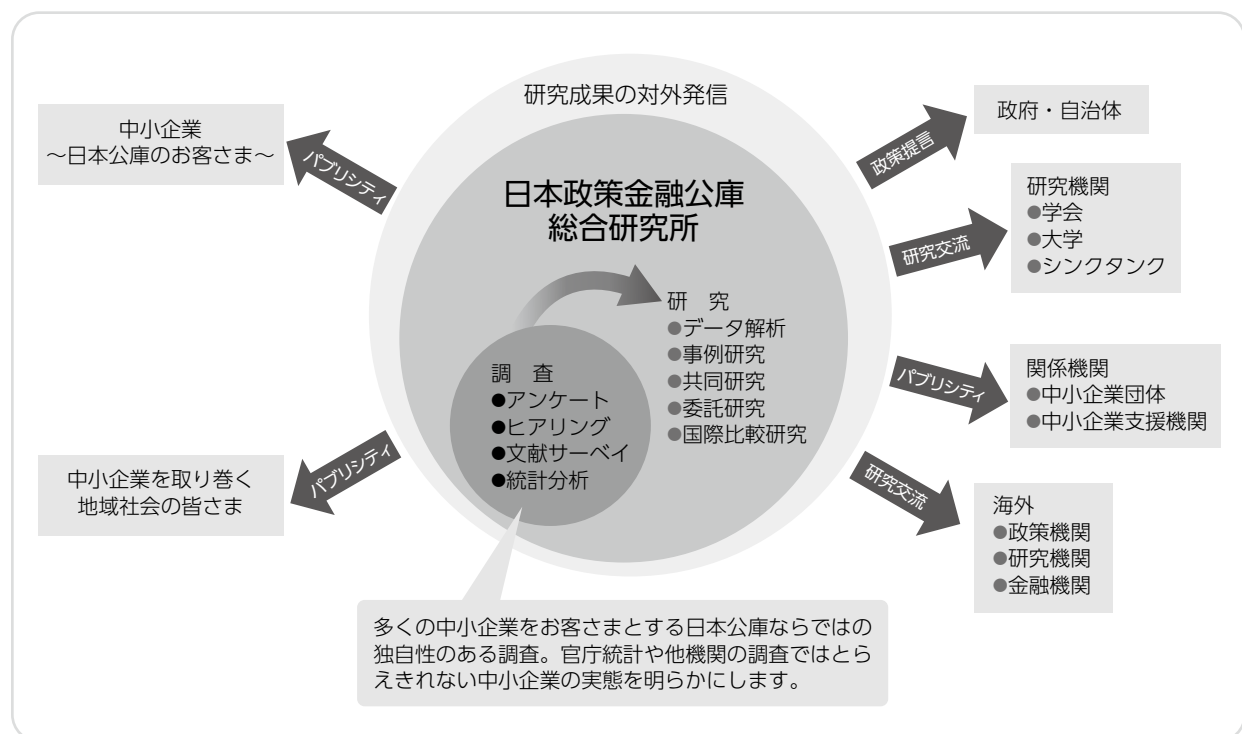 研究成果の対外発信
日本政策金融公庫
総合研究所
調　査
●アンケート
●ヒアリング
●文献サーベイ
●統計分析
研　究
●データ解析
●事例研究
●共同研究
●委託研究
●国際比較研究
多くの中小企業をお客さまとする日本公庫ならではの
独自性のある調査。官庁統計や他機関の調査ではとら
えきれない中小企業の実態を明らかにします。
パブリシティ
中小企業
～日本公庫のお客さま～
パブリシティ
中小企業を取り巻く
地域社会の皆さま
政策提言
政府・自治体
研究交流
研究機関
●学会
●大学
●シンクタンク
パブリシティ
関係機関
●中小企業団体
●中小企業支援機関
研究交流
海外
●政策機関
●研究機関
●金融機関